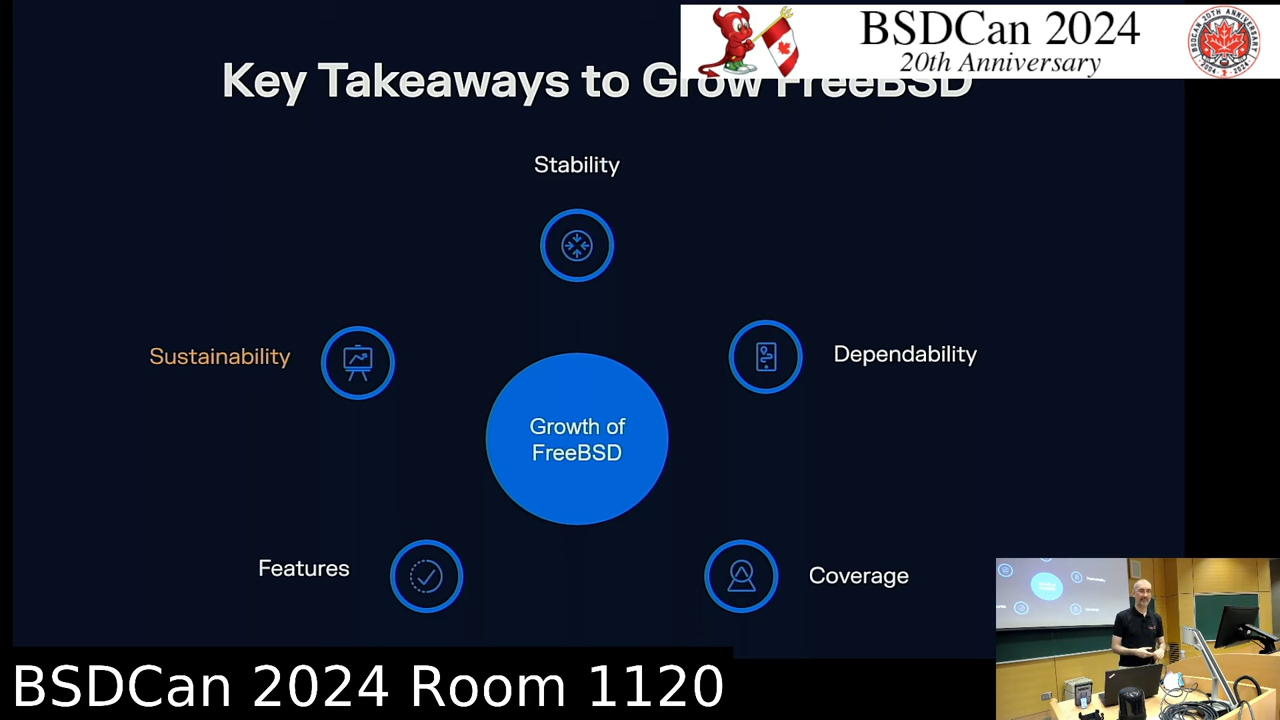 BSDCan 2024
20th Anniversary
Key Takeaways to Grow FreeBSD
Stability
Sustainability
Dependability
Growth of
FreeBSD
Features
Coverage
BSDCan 2024 Room 1120